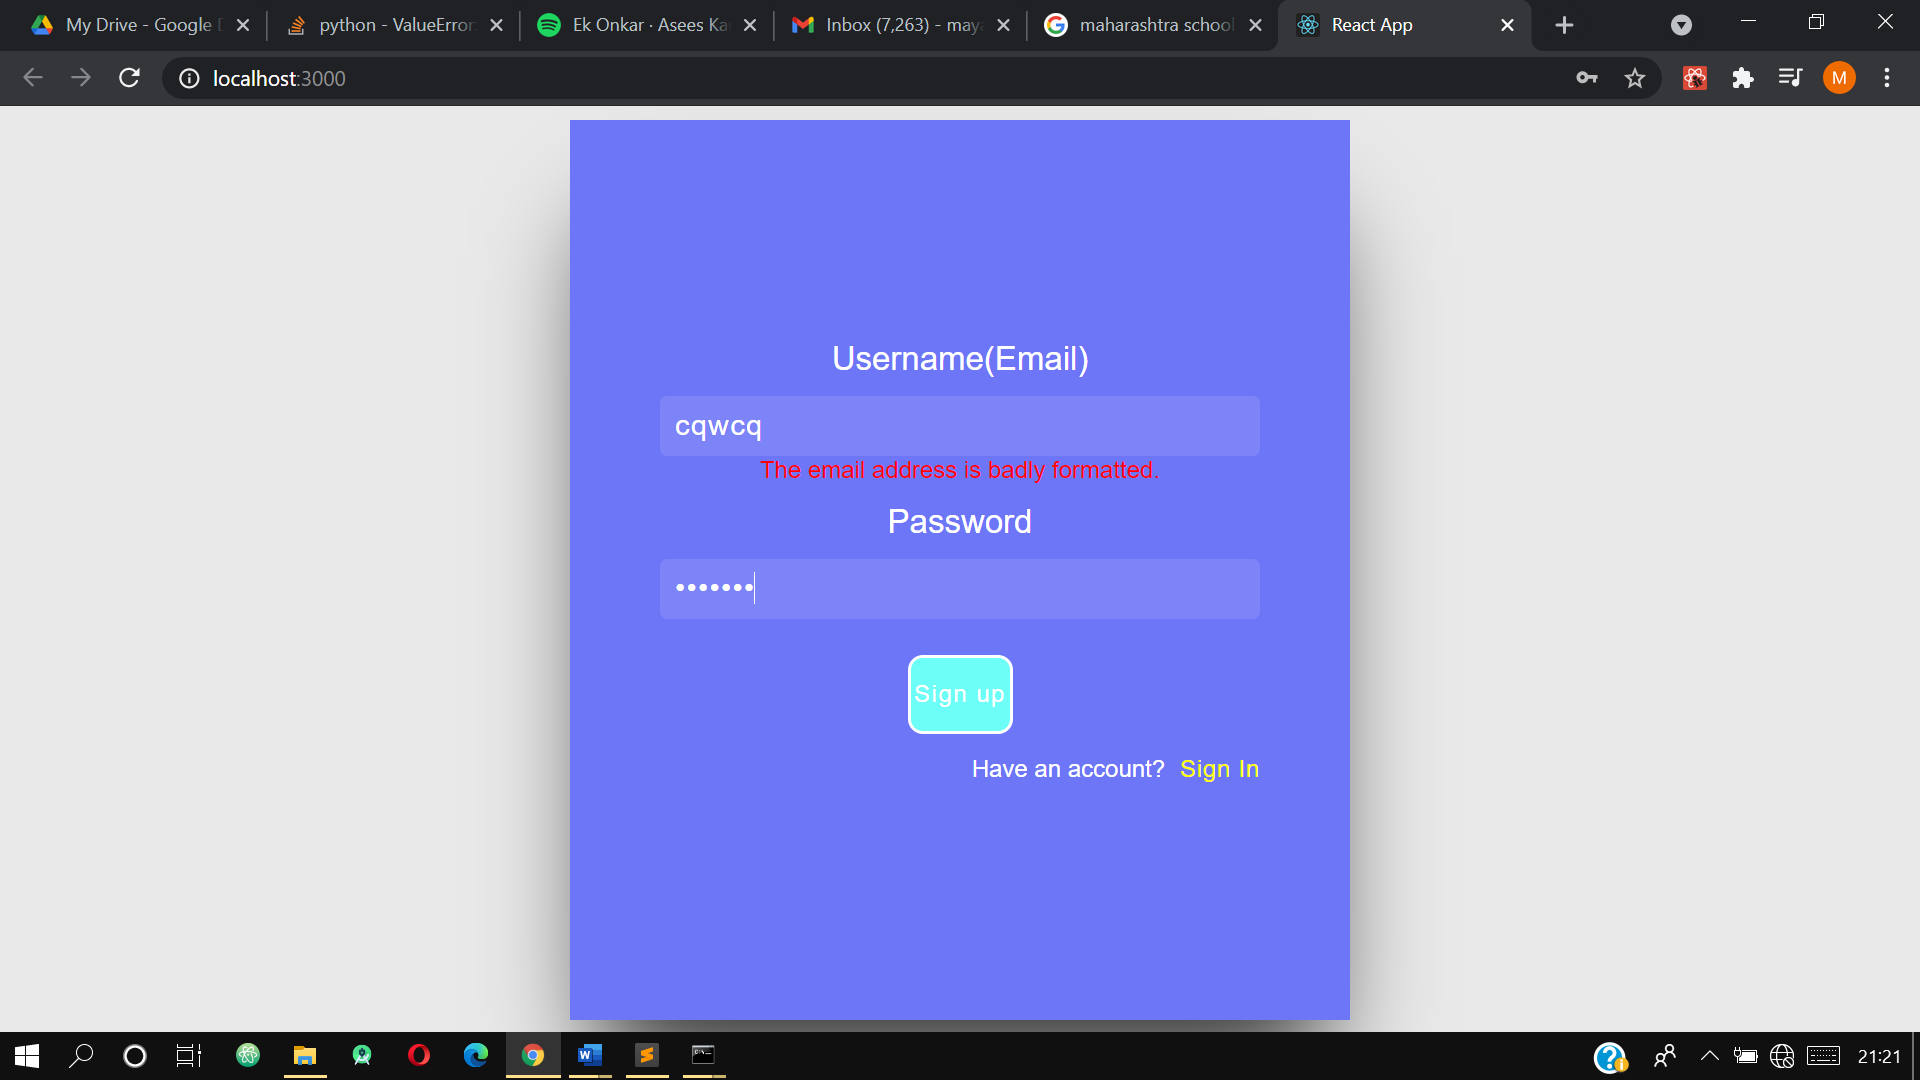 My Drive - Google
python - ValueError
Ek Onkar · Asees Ka
Inbox (7,263) - may
maharashtra school
React App
localhost:3000
M
Username(Email)
cqwcq
The email address is badly formatted.
Password
•••••••
Sign up
Have an account? Sign In
21:21